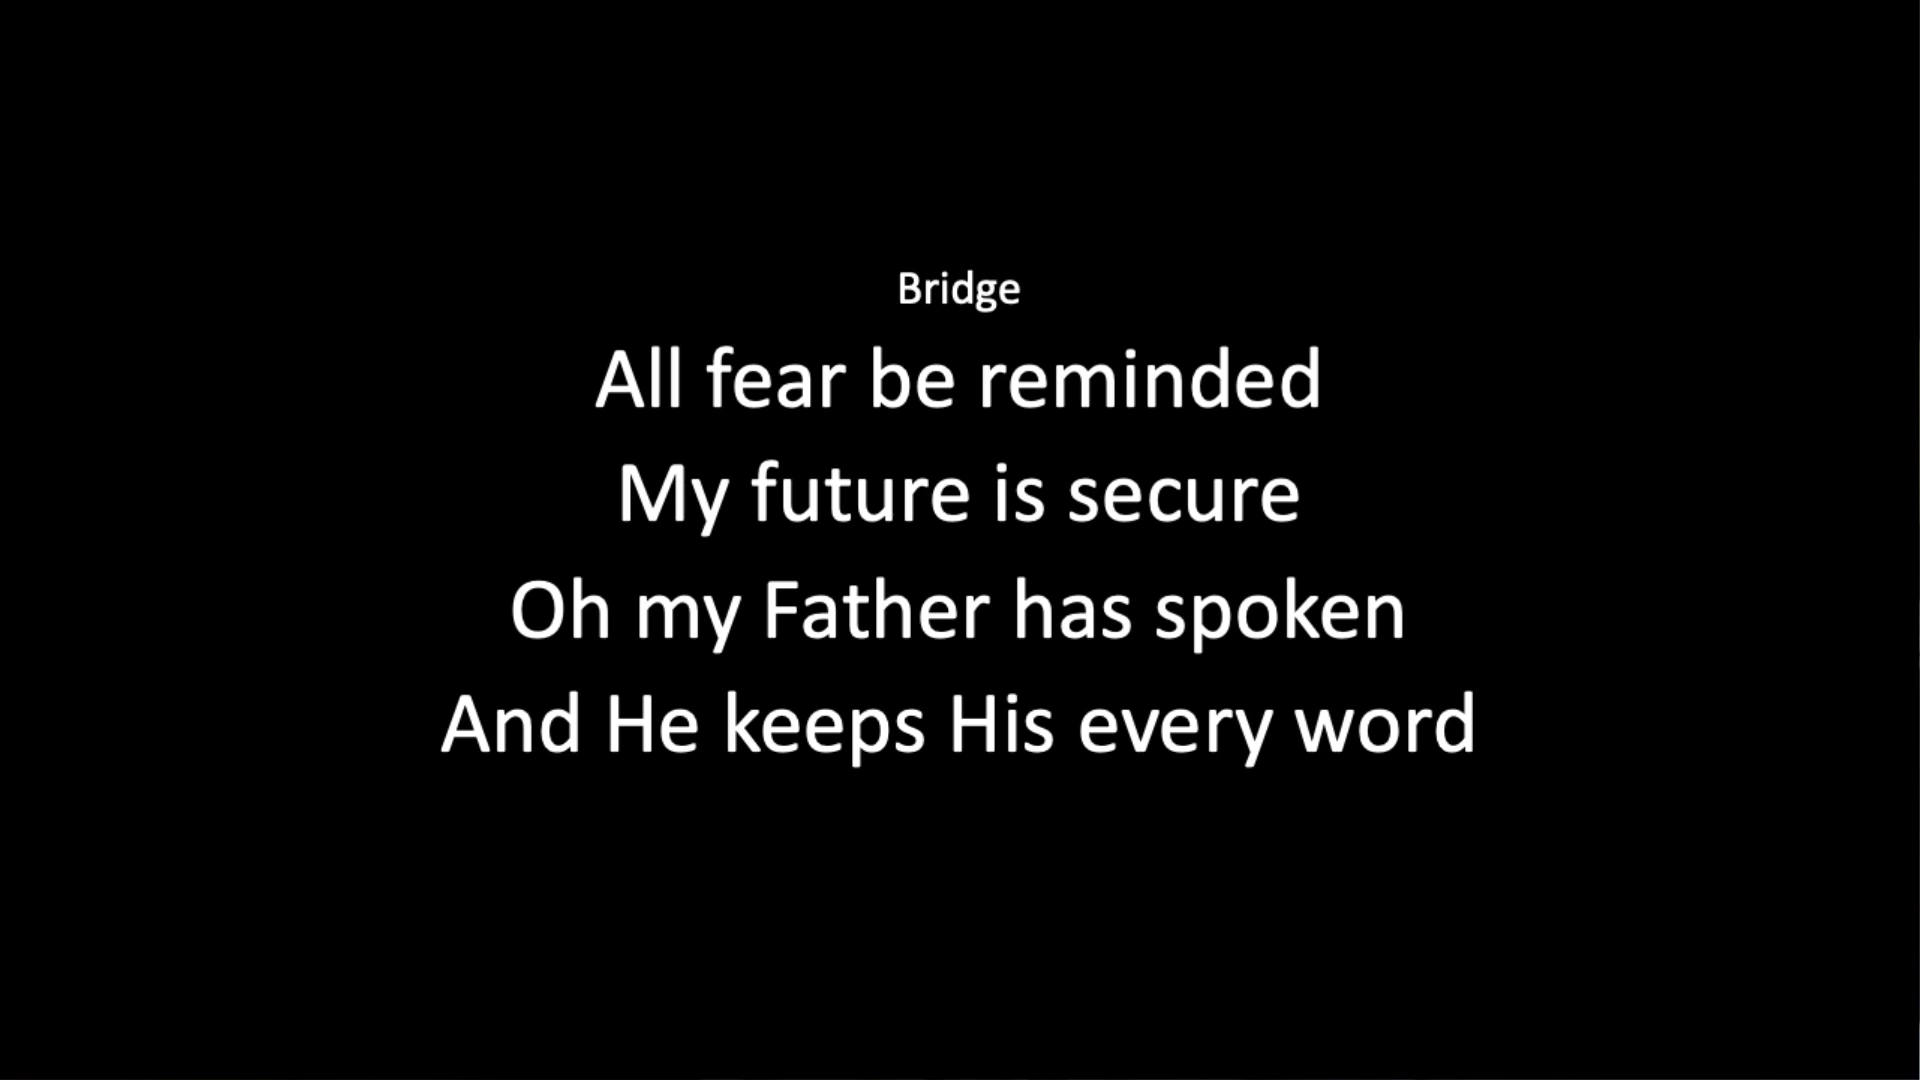 Bridge
All fear be reminded
My future is secure
Oh my Father has spoken
And He keeps His every word